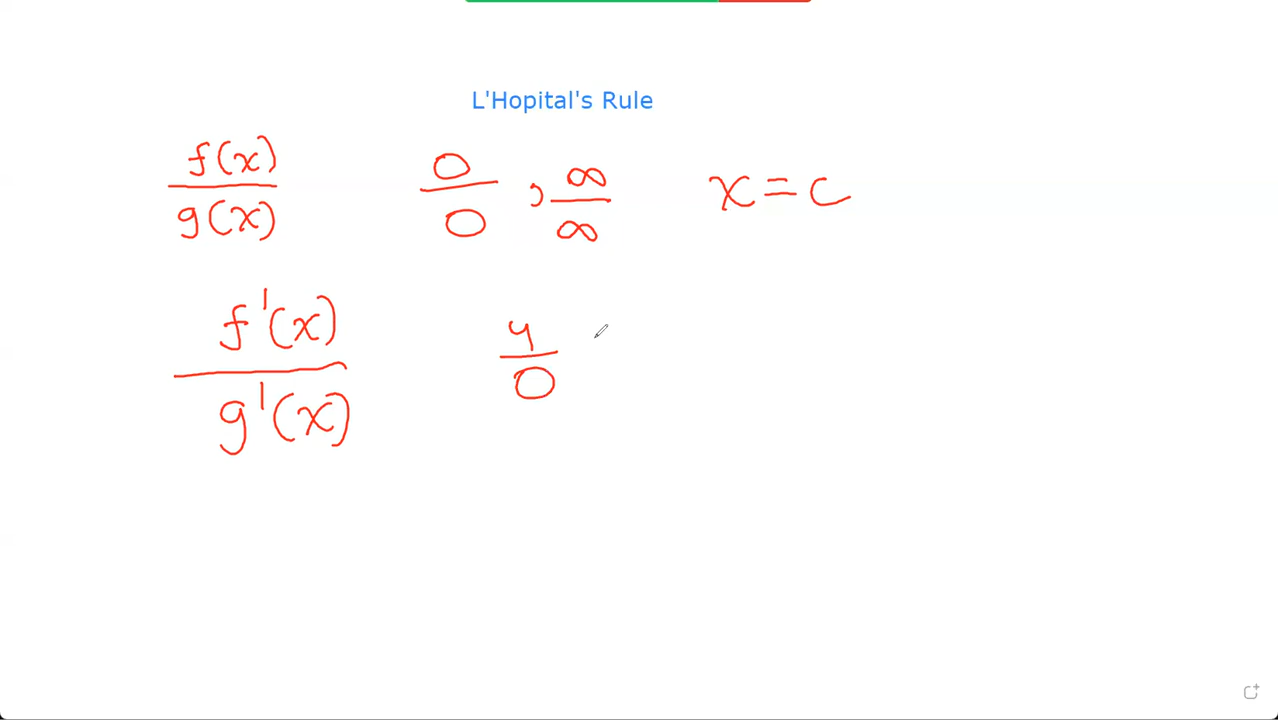 L'Hopital's Rule
f(x)/g(x) 0/0 , ∞/∞ x = c
f'(x)/g'(x) 4/0